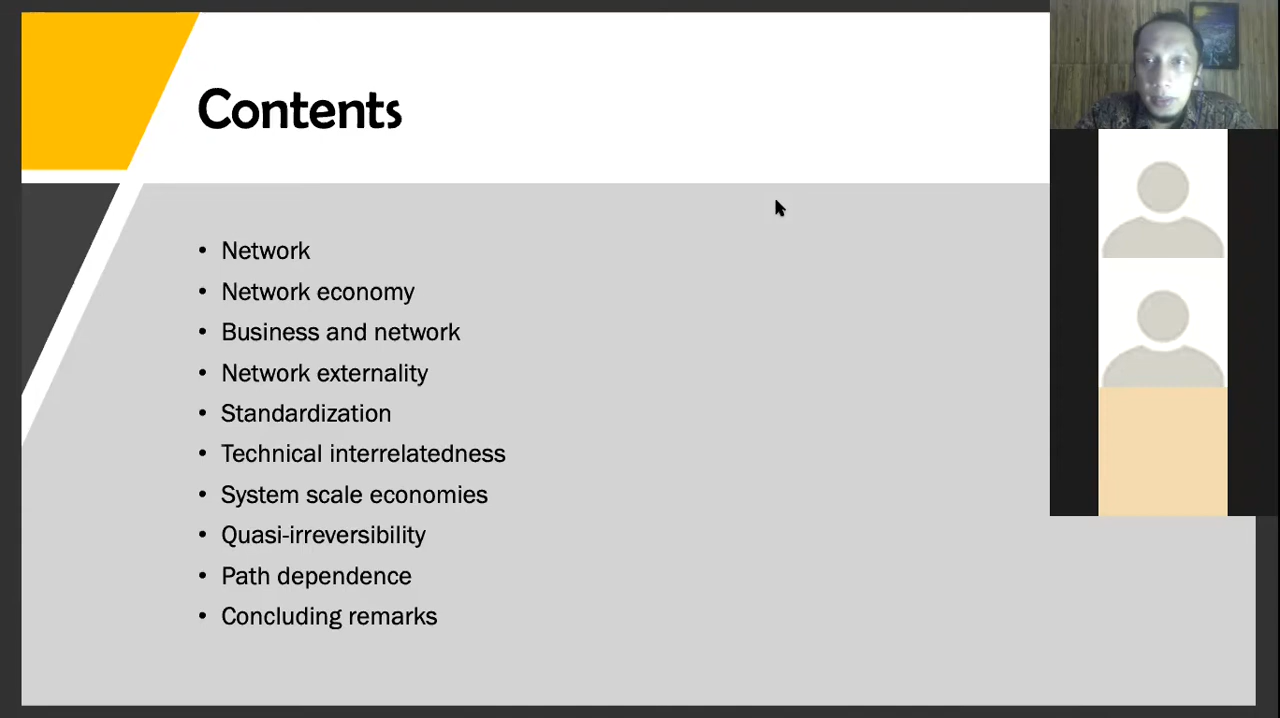 Contents
• Network
• Network economy
• Business and network
• Network externality
• Standardization
• Technical interrelatedness
• System scale economies
• Quasi-irreversibility
• Path dependence
• Concluding remarks